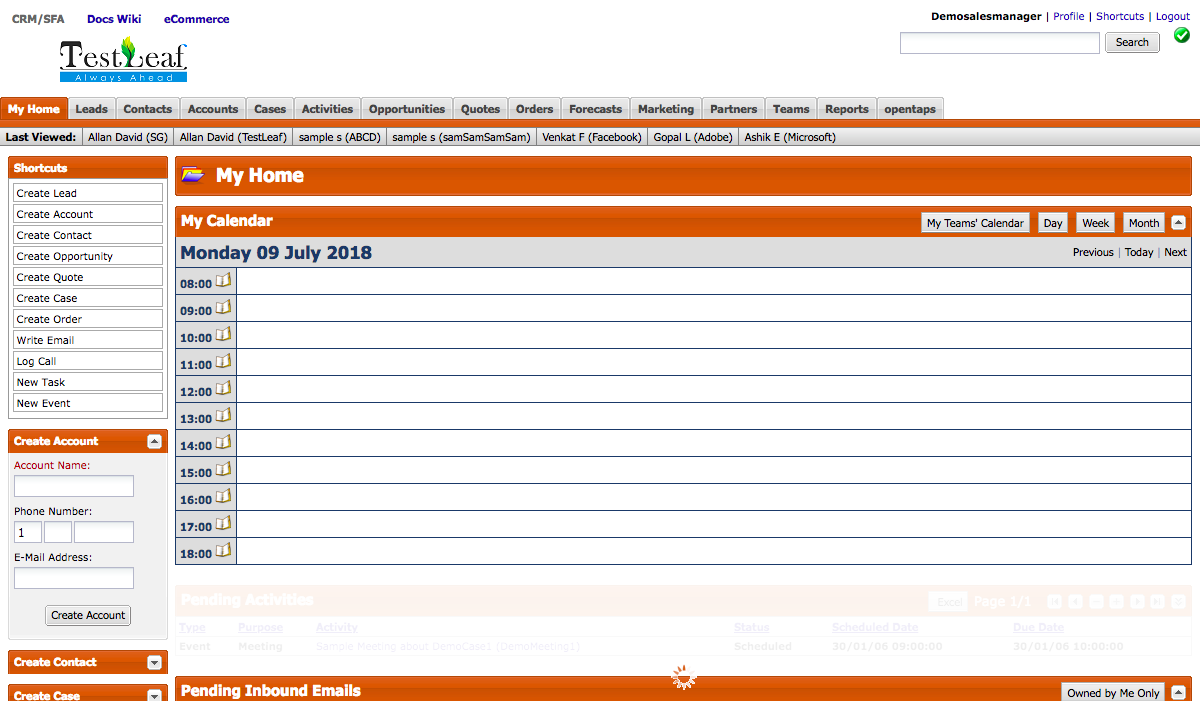 CRM/SFA Docs Wiki eCommerce
Demosalesmanager | Profile | Shortcuts | Logout
Search
TestLeaf
Always Ahead
My Home Leads Contacts Accounts Cases Activities Opportunities Quotes Orders Forecasts Marketing Partners Teams Reports opentaps
Last Viewed: Allan David (SG) Allan David (TestLeaf) sample s (ABCD) sample s (samSamSamSam) Venkat F (Facebook) Gopal L (Adobe) Ashik E (Microsoft)
Shortcuts
Create Lead
Create Account
Create Contact
Create Opportunity
Create Quote
Create Case
Create Order
Write Email
Log Call
New Task
New Event
Create Account
Account Name:
Phone Number:
1
E-Mail Address:
Create Account
Create Contact
Create Case
My Home
My Calendar My Teams' Calendar Day Week Month
Monday 09 July 2018 Previous | Today | Next
08:00
09:00
10:00
11:00
12:00
13:00
14:00
15:00
16:00
17:00
18:00
Pending Activities Excel Page 1/1
Type Purpose Activity Status Scheduled Date Due Date
Event Meeting Sample Meeting about DemoCase1 (DemoMeeting1) Scheduled 30/01/06 09:00:00 30/01/06 10:00:00
Pending Inbound Emails Owned by Me Only